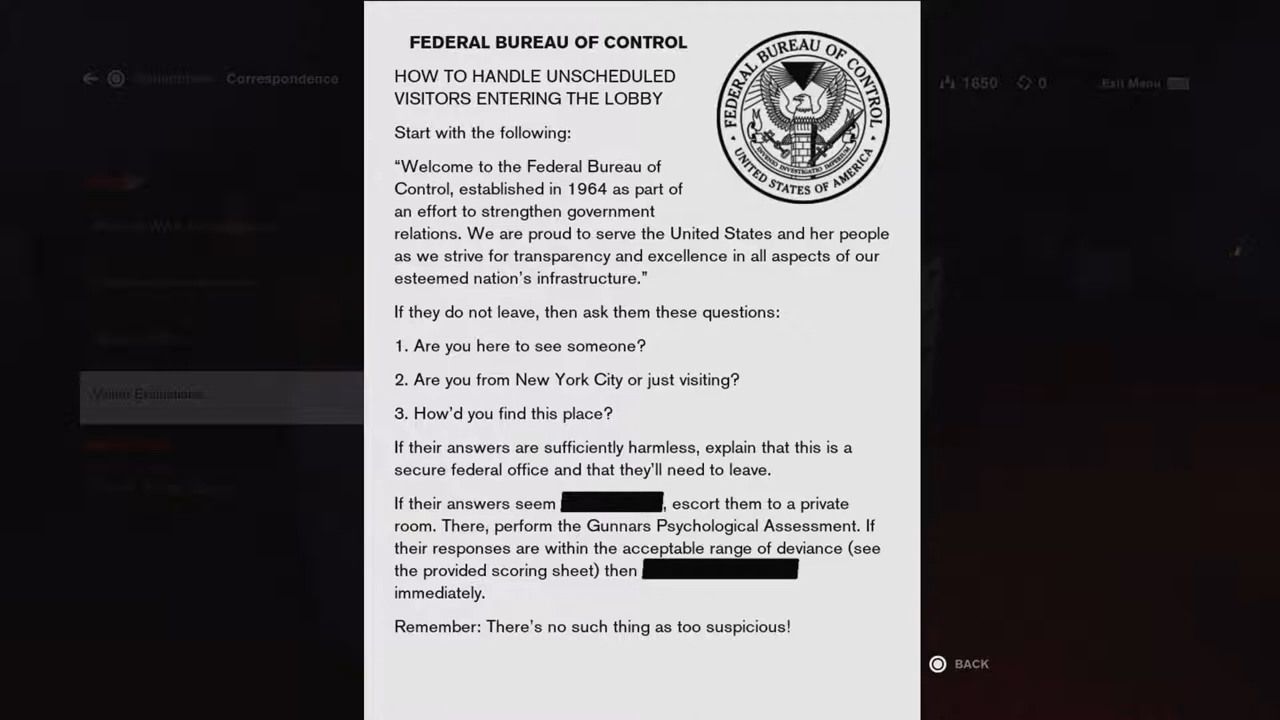 Correspondence
1650
0
Exit Menu
FEDERAL BUREAU OF CONTROL
HOW TO HANDLE UNSCHEDULED
VISITORS ENTERING THE LOBBY
FEDERAL BUREAU OF CONTROL
INVENIO INVESTIGATIO IMPERIUM
UNITED STATES OF AMERICA
Start with the following:
“Welcome to the Federal Bureau of
Control, established in 1964 as part of
an effort to strengthen government
relations. We are proud to serve the United States and her people
as we strive for transparency and excellence in all aspects of our
esteemed nation’s infrastructure.”
If they do not leave, then ask them these questions:
1. Are you here to see someone?
2. Are you from New York City or just visiting?
3. How’d you find this place?
If their answers are sufficiently harmless, explain that this is a
secure federal office and that they’ll need to leave.
If their answers seem , escort them to a private
room. There, perform the Gunnars Psychological Assessment. If
their responses are within the acceptable range of deviance (see
the provided scoring sheet) then
immediately.
Remember: There’s no such thing as too suspicious!
Visitor Evaluations
BACK